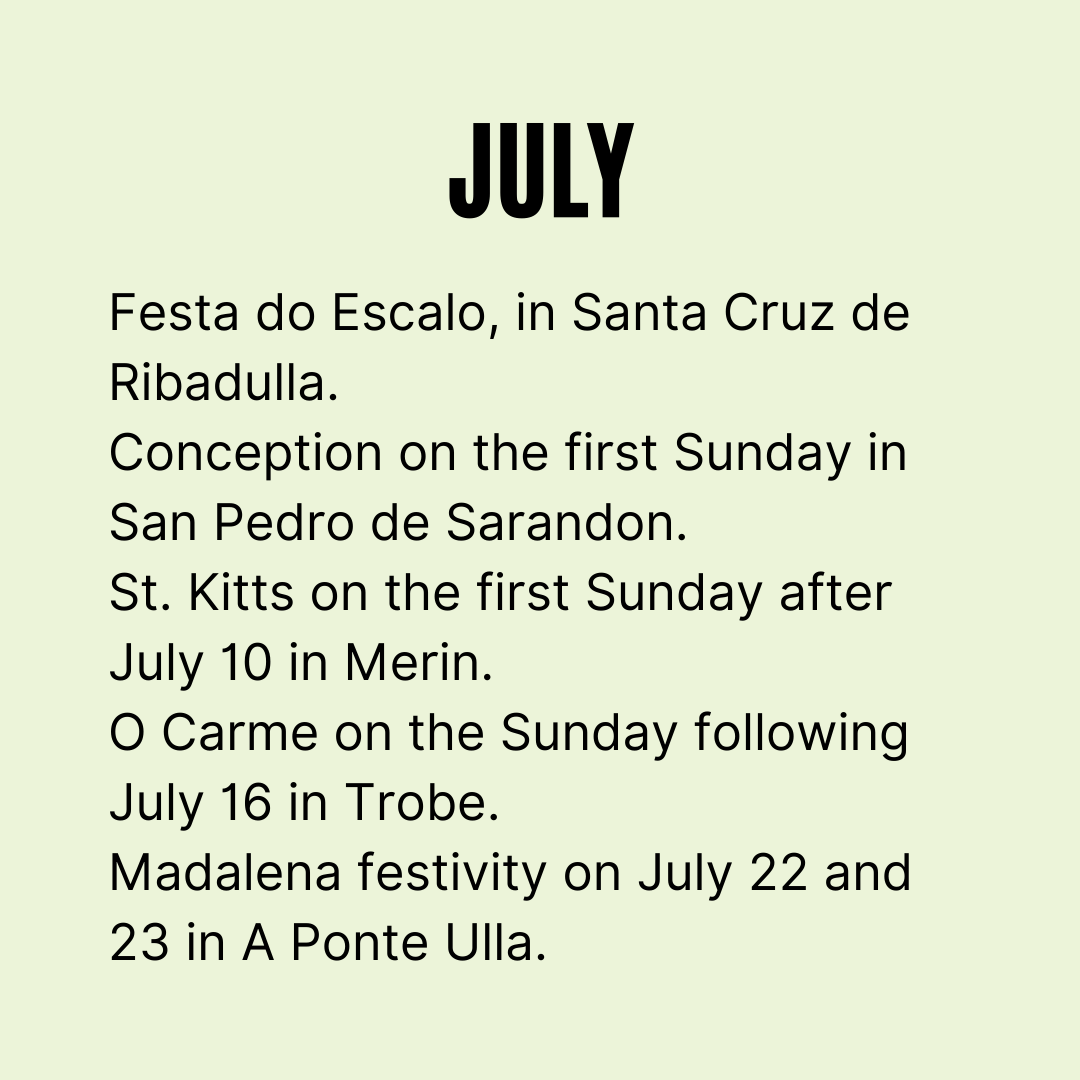 JULY
Festa do Escalo, in Santa Cruz de
Ribadulla.
Conception on the first Sunday in
San Pedro de Sarandon.
St. Kitts on the first Sunday after
July 10 in Merin.
O Carme on the Sunday following
July 16 in Trobe.
Madalena festivity on July 22 and
23 in A Ponte Ulla.